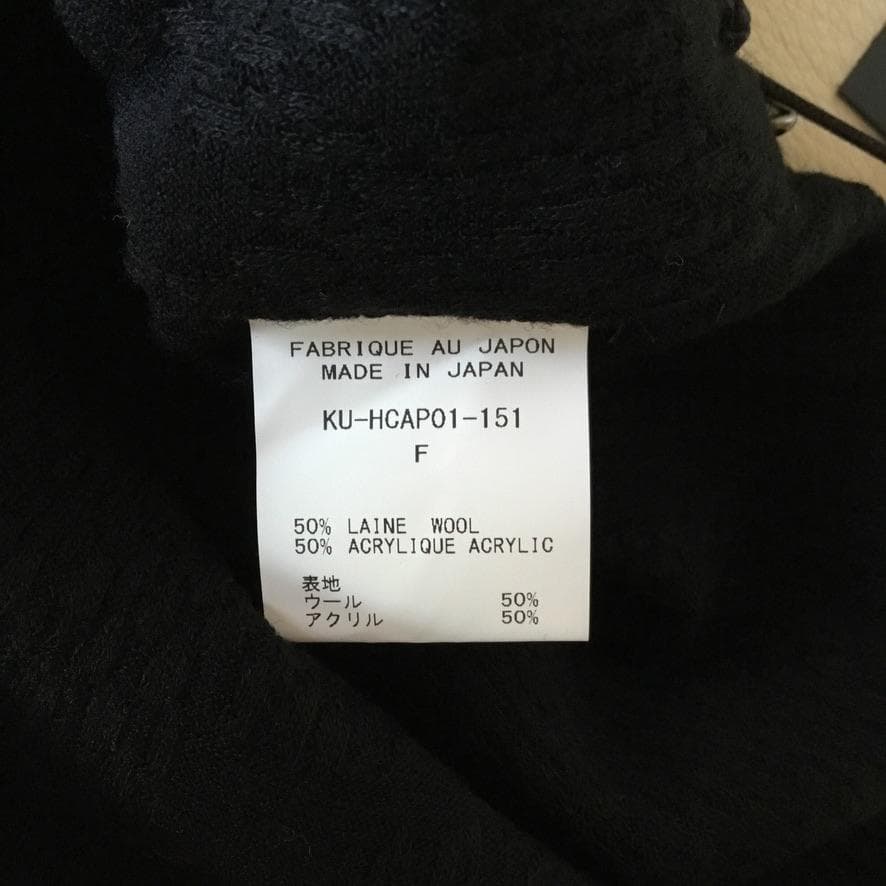 FABRIQUE AU JAPON
MADE IN JAPAN
KU-HCAP01-151
F
50% LAINE WOOL
50% ACRYLIQUE ACRYLIC
表地
ウール 50%
アクリル 50%